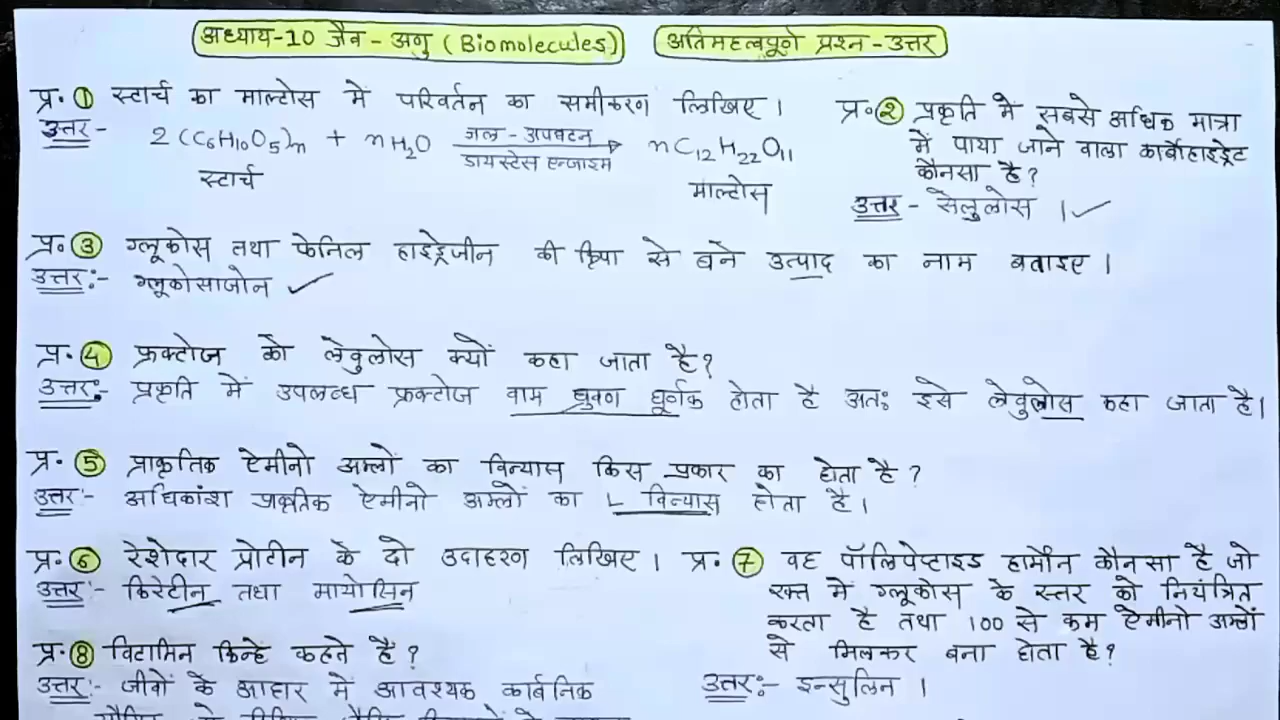 अध्याय-10 जैव-अणु (Biomolecules) अतिमहत्वपूर्ण प्रश्न-उत्तर
प्र. 1 स्टार्च का माल्टोस में परिवर्तन का समीकरण लिखिए।
उत्तर- 2 (C6H10O5)n + nH2O जल-अपघटन डायस्टेस एन्जाइम → nC12H22O11
स्टार्च माल्टोस
प्र. 2 प्रकृति में सबसे अधिक मात्रा
में पाया जाने वाला कार्बोहाइड्रेट
कौनसा है?
उत्तर- सेलुलोस ।✓
प्र. 3 ग्लूकोस तथा फेनिल हाइड्रेजीन की क्रिया से बने उत्पाद का नाम बताइए।
उत्तर:- ग्लूकोसाजोन ✓
प्र. 4 फ्रक्टोज को लेवुलोस क्यों कहा जाता है?
उत्तर:- प्रकृति में उपलब्ध फ्रक्टोज वाम ध्रुवण घूर्णक होता है अतः इसे लेवुलोस कहा जाता है।
प्र. 5 प्राकृतिक ऐमीनो अम्लों का विन्यास किस प्रकार का होता है?
उत्तर:- अधिकांश प्राकृतिक ऐमीनो अम्लों का L विन्यास होता है।
प्र. 6 रेशेदार प्रोटीन के दो उदाहरण लिखिए।
उत्तर:- किरेटीन तथा मायोसिन
प्र. 7 वह पॉलिपेप्टाइड हार्मोन कौनसा है जो
रक्त में ग्लूकोस के स्तर को नियंत्रित
करता है तथा 100 से कम ऐमीनो अम्लों
से मिलकर बना होता है?
उत्तर:- इन्सुलिन ।
प्र. 8 विटामिन किन्हे कहते है?
उत्तर:- जीवों के आहार में आवश्यक कार्बनिक